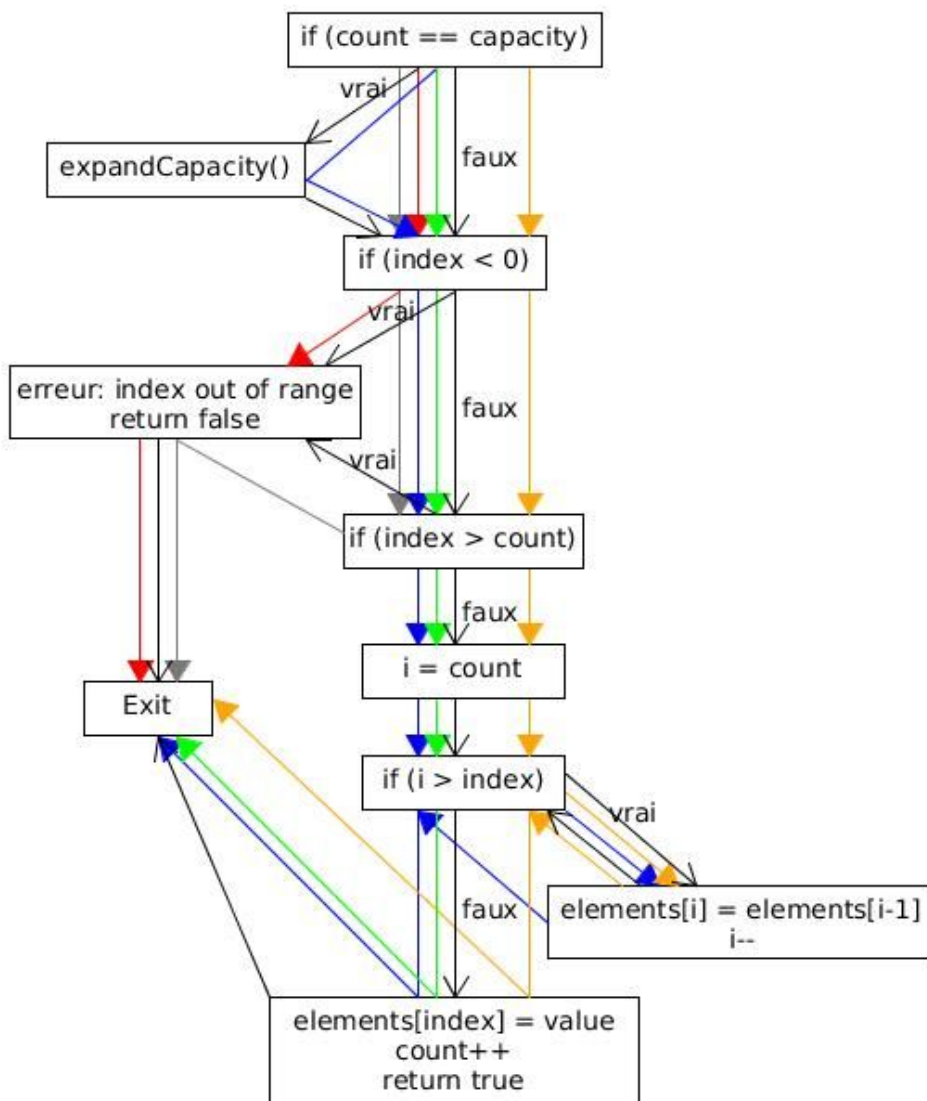 if (count == capacity)
vrai
expandCapacity()
faux
if (index < 0)
vrai
erreur: index out of range
return false
faux
vrai
if (index > count)
faux
i = count
Exit
if (i > index)
vrai
elements[i] = elements[i-1]
i--
faux
elements[index] = value
count++
return true